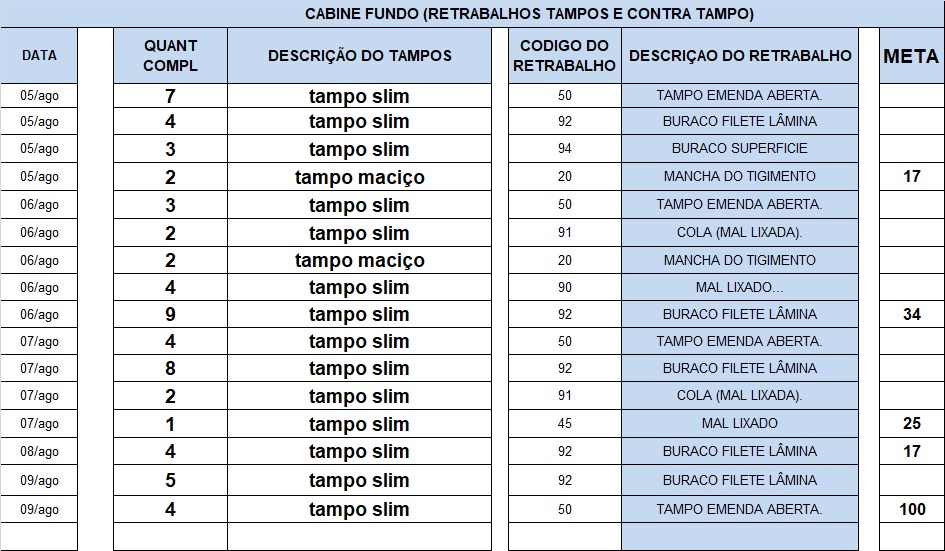 CABINE FUNDO (RETRABALHOS TAMPOS E CONTRA TAMPO)
DATA QUANT COMPL DESCRIÇÃO DO TAMPOS CODIGO DO RETRABALHO DESCRIÇAO DO RETRABALHO META
05/ago 7 tampo slim 50 TAMPO EMENDA ABERTA.
05/ago 4 tampo slim 92 BURACO FILETE LÂMINA
05/ago 3 tampo slim 94 BURACO SUPERFICIE
05/ago 2 tampo maciço 20 MANCHA DO TIGIMENTO 17
06/ago 3 tampo slim 50 TAMPO EMENDA ABERTA.
06/ago 2 tampo slim 91 COLA (MAL LIXADA).
06/ago 2 tampo maciço 20 MANCHA DO TIGIMENTO
06/ago 4 tampo slim 90 MAL LIXADO...
06/ago 9 tampo slim 92 BURACO FILETE LÂMINA 34
07/ago 4 tampo slim 50 TAMPO EMENDA ABERTA.
07/ago 8 tampo slim 92 BURACO FILETE LÂMINA
07/ago 2 tampo slim 91 COLA (MAL LIXADA).
07/ago 1 tampo slim 45 MAL LIXADO 25
08/ago 4 tampo slim 92 BURACO FILETE LÂMINA 17
09/ago 5 tampo slim 92 BURACO FILETE LÂMINA
09/ago 4 tampo slim 50 TAMPO EMENDA ABERTA. 100